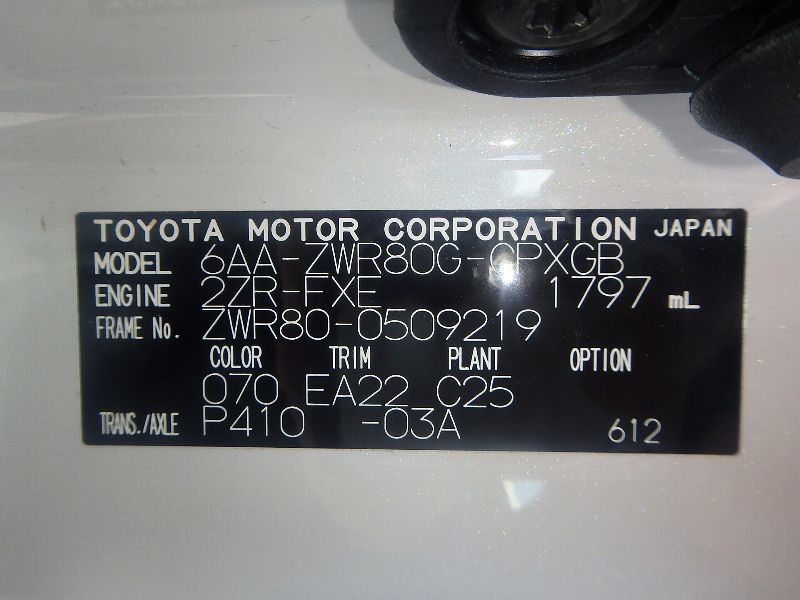 TOYOTA MOTOR CORPORATION JAPAN
MODEL 6AA-ZWR80G-
ENGINE 2ZR-FXE 1797 mL
FRAME No. ZWR80-0509219
COLOR TRIM PLANT OPTION
070 EA22 C25
TRANS./AXLE P410 -03A 612